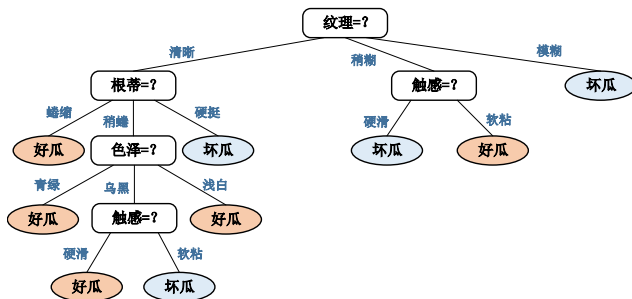 纹理=?
清晰
稍糊
模糊
根蒂=?
触感=?
坏瓜
蜷缩
稍蜷
硬挺
硬滑
软粘
好瓜
色泽=?
坏瓜
坏瓜
好瓜
青绿
乌黑
浅白
好瓜
触感=?
好瓜
硬滑
软粘
好瓜
坏瓜